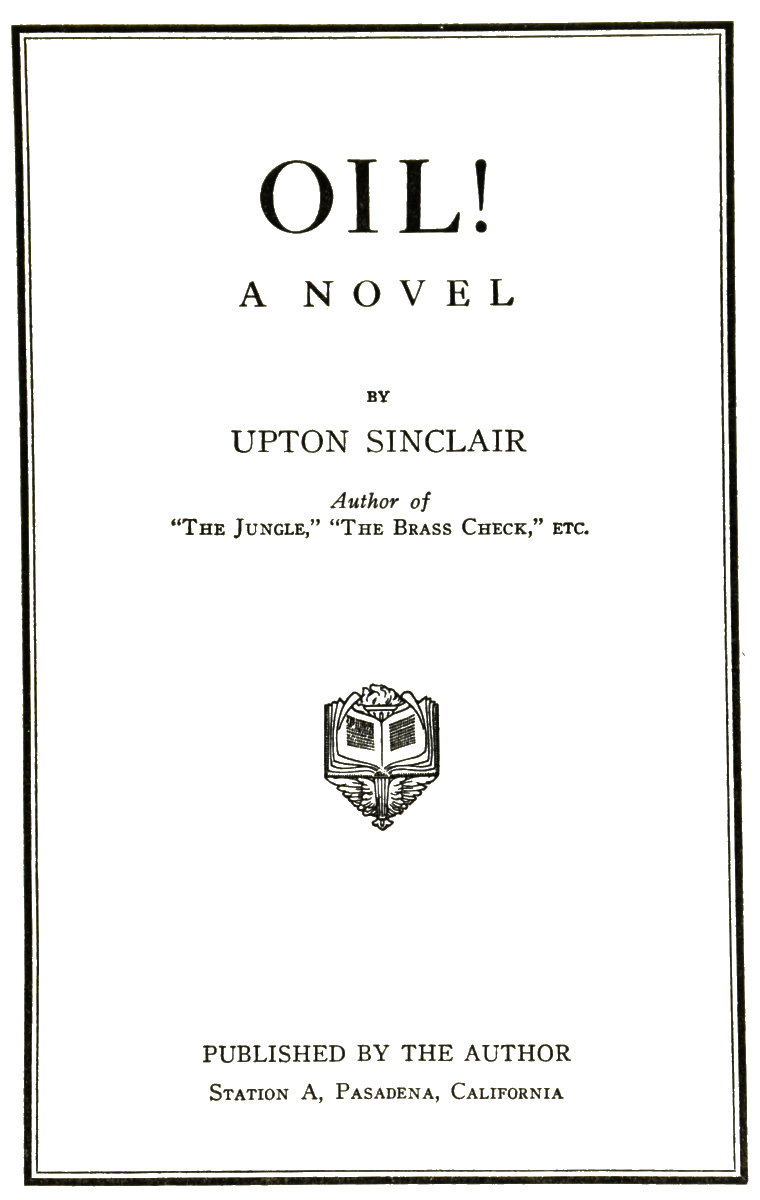 OIL!
A NOVEL
BY
UPTON SINCLAIR
Author of
“THE JUNGLE,” “THE BRASS CHECK,” ETC.
PUBLISHED BY THE AUTHOR
STATION A, PASADENA, CALIFORNIA